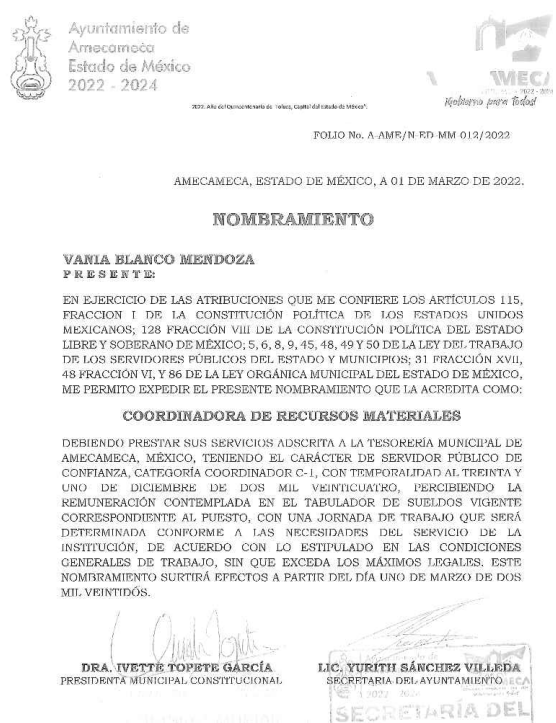 Ayuntamiento de
Amecameca
Estado de México
2022 - 2024
AMECA
2022 - 2024
Gobierno para Todos!
2022. Año del Quincentenario de Toluca, Capital del Estado de México".
FOLIO No. A-AME/N-ED-MM-012/2022
AMECAMECA, ESTADO DE MÉXICO, A 01 DE MARZO DE 2022.
NOMBRAMIENTO
VANIA BLANCO MENDOZA
P R E S E N T E:
EN EJERCICIO DE LAS ATRIBUCIONES QUE ME CONFIERE LOS ARTÍCULOS 115,
FRACCION I DE LA CONSTITUCIÓN POLÍTICA DE LOS ESTADOS UNIDOS
MEXICANOS; 128 FRACCIÓN VIII DE LA CONSTITUCIÓN POLÍTICA DEL ESTADO
LIBRE Y SOBERANO DE MÉXICO; 5, 6, 8, 9, 45, 48, 49 Y 50 DE LA LEY DEL TRABAJO
DE LOS SERVIDORES PÚBLICOS DEL ESTADO Y MUNICIPIOS; 31 FRACCIÓN XVII,
48 FRACCIÓN VI, Y 86 DE LA LEY ORGÁNICA MUNICIPAL DEL ESTADO DE MÉXICO,
ME PERMITO EXPEDIR EL PRESENTE NOMBRAMIENTO QUE LA ACREDITA COMO:
COORDINADORA DE RECURSOS MATERIALES
DEBIENDO PRESTAR SUS SERVICIOS ADSCRITA A LA TESORERÍA MUNICIPAL DE
AMECAMECA, MÉXICO, TENIENDO EL CARÁCTER DE SERVIDOR PÚBLICO DE
CONFIANZA, CATEGORÍA COORDINADOR C-1, CON TEMPORALIDAD AL TREINTA Y
UNO DE DICIEMBRE DE DOS MIL VEINTICUATRO, PERCIBIENDO LA
REMUNERACIÓN CONTEMPLADA EN EL TABULADOR DE SUELDOS VIGENTE
CORRESPONDIENTE AL PUESTO, CON UNA JORNADA DE TRABAJO QUE SERÁ
DETERMINADA CONFORME A LAS NECESIDADES DEL SERVICIO DE LA
INSTITUCIÓN, DE ACUERDO CON LO ESTIPULADO EN LAS CONDICIONES
GENERALES DE TRABAJO, SIN QUE EXCEDA LOS MÁXIMOS LEGALES. ESTE
NOMBRAMIENTO SURTIRÁ EFECTOS A PARTIR DEL DÍA UNO DE MARZO DE DOS
MIL VEINTIDÓS.
DRA. IVETTE TOPETE GARCÍA
PRESIDENTA MUNICIPAL CONSTITUCIONAL
LIC. YURITH SÁNCHEZ VILLEDA
SECRETARIA DEL AYUNTAMIENTO
SECRETARÍA DEL